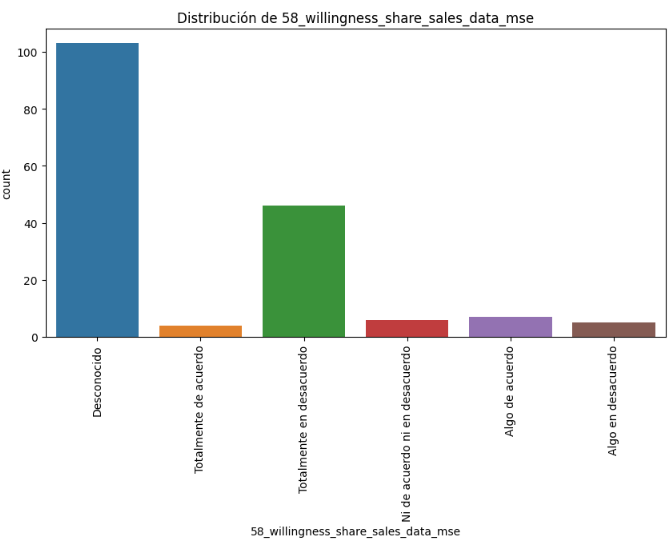 Distribución de 58_willingness_share_sales_data_mse
count
100
80
60
40
20
0
Desconocido
Totalmente de acuerdo
Totalmente en desacuerdo
Ni de acuerdo ni en desacuerdo
Algo de acuerdo
Algo en desacuerdo
58_willingness_share_sales_data_mse